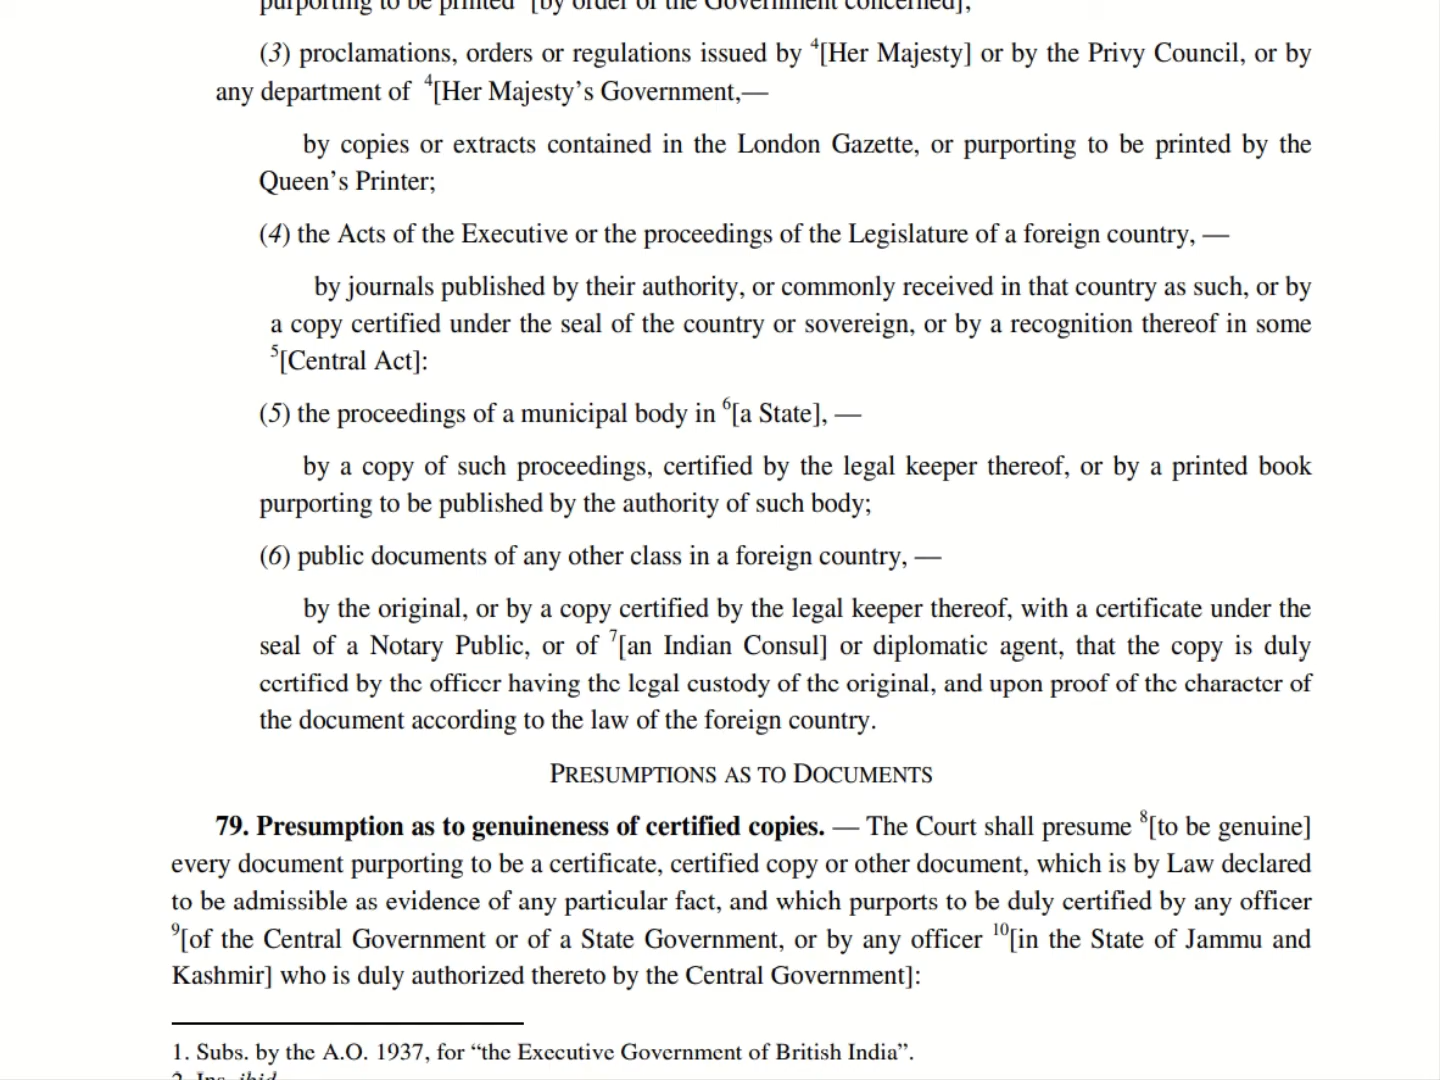 purporting to be printed [by order of the Government concerned];
(3) proclamations, orders or regulations issued by 4[Her Majesty] or by the Privy Council, or by
any department of 4[Her Majesty’s Government,—
by copies or extracts contained in the London Gazette, or purporting to be printed by the
Queen’s Printer;
(4) the Acts of the Executive or the proceedings of the Legislature of a foreign country, —
by journals published by their authority, or commonly received in that country as such, or by
a copy certified under the seal of the country or sovereign, or by a recognition thereof in some
5[Central Act]:
(5) the proceedings of a municipal body in 6[a State], —
by a copy of such proceedings, certified by the legal keeper thereof, or by a printed book
purporting to be published by the authority of such body;
(6) public documents of any other class in a foreign country, —
by the original, or by a copy certified by the legal keeper thereof, with a certificate under the
seal of a Notary Public, or of 7[an Indian Consul] or diplomatic agent, that the copy is duly
certified by the officer having the legal custody of the original, and upon proof of the character of
the document according to the law of the foreign country.
PRESUMPTIONS AS TO DOCUMENTS
79. Presumption as to genuineness of certified copies. — The Court shall presume 8[to be genuine]
every document purporting to be a certificate, certified copy or other document, which is by Law declared
to be admissible as evidence of any particular fact, and which purports to be duly certified by any officer
9[of the Central Government or of a State Government, or by any officer 10[in the State of Jammu and
Kashmir] who is duly authorized thereto by the Central Government]:
1. Subs. by the A.O. 1937, for “the Executive Government of British India”.
2. Ins. ibid.